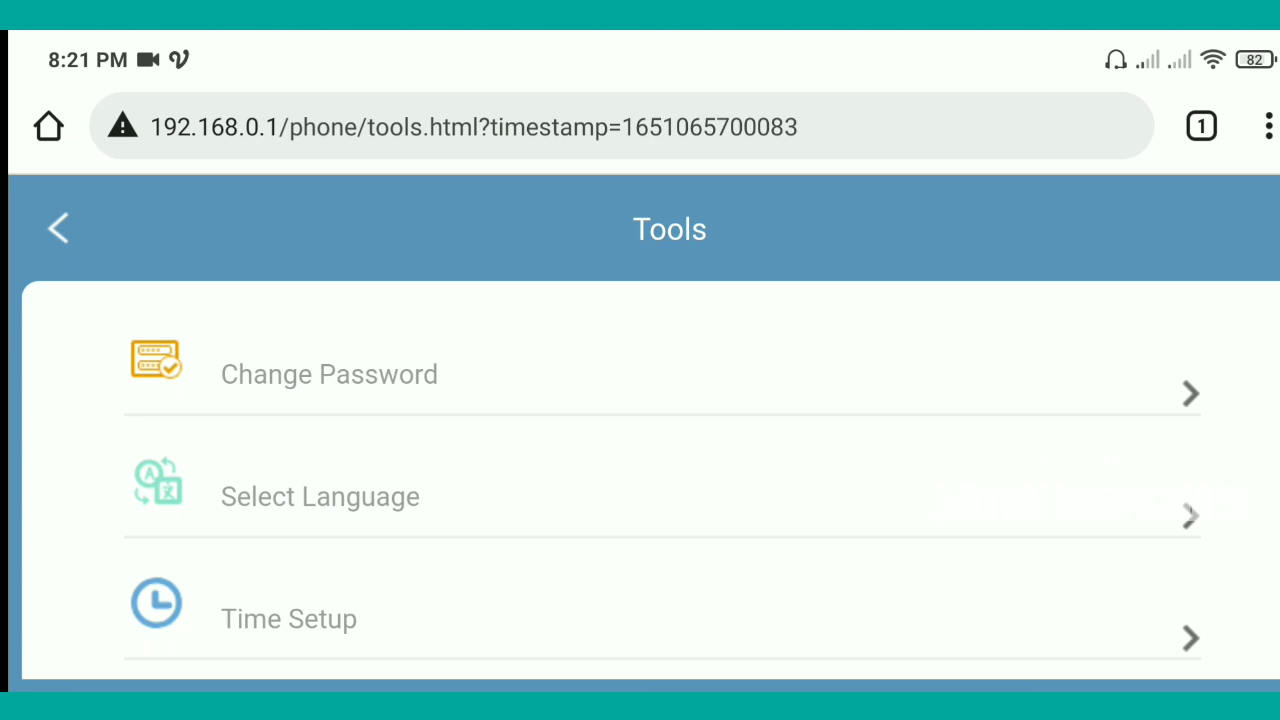 8:21 PM
82
192.168.0.1/phone/tools.html?timestamp=1651065700083
1
Tools
Change Password
Select Language
Time Setup